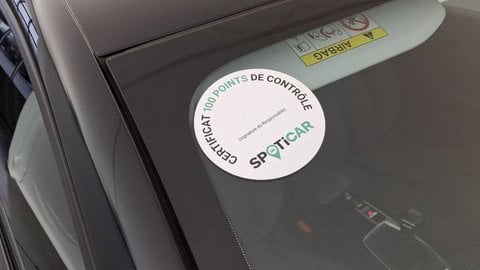 AIRBAG
CERTIFICAT 100 POINTS DE CONTRÔLE
(signature du Responsable)
SPOTiCAR